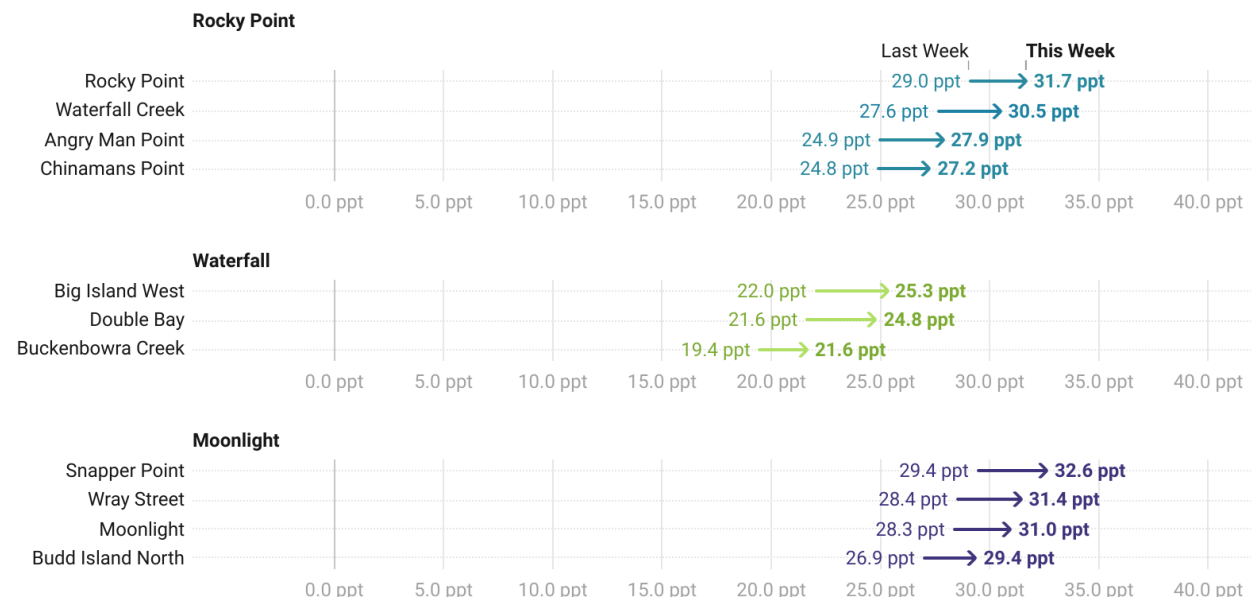 Rocky Point
Last Week This Week
Rocky Point 29.0 ppt 31.7 ppt
Waterfall Creek 27.6 ppt 30.5 ppt
Angry Man Point 24.9 ppt 27.9 ppt
Chinamans Point 24.8 ppt 27.2 ppt
0.0 ppt 5.0 ppt 10.0 ppt 15.0 ppt 20.0 ppt 25.0 ppt 30.0 ppt 35.0 ppt 40.0 ppt
Waterfall
Big Island West 22.0 ppt 25.3 ppt
Double Bay 21.6 ppt 24.8 ppt
Buckenbowra Creek 19.4 ppt 21.6 ppt
0.0 ppt 5.0 ppt 10.0 ppt 15.0 ppt 20.0 ppt 25.0 ppt 30.0 ppt 35.0 ppt 40.0 ppt
Moonlight
Snapper Point 29.4 ppt 32.6 ppt
Wray Street 28.4 ppt 31.4 ppt
Moonlight 28.3 ppt 31.0 ppt
Budd Island North 26.9 ppt 29.4 ppt
0.0 ppt 5.0 ppt 10.0 ppt 15.0 ppt 20.0 ppt 25.0 ppt 30.0 ppt 35.0 ppt 40.0 ppt